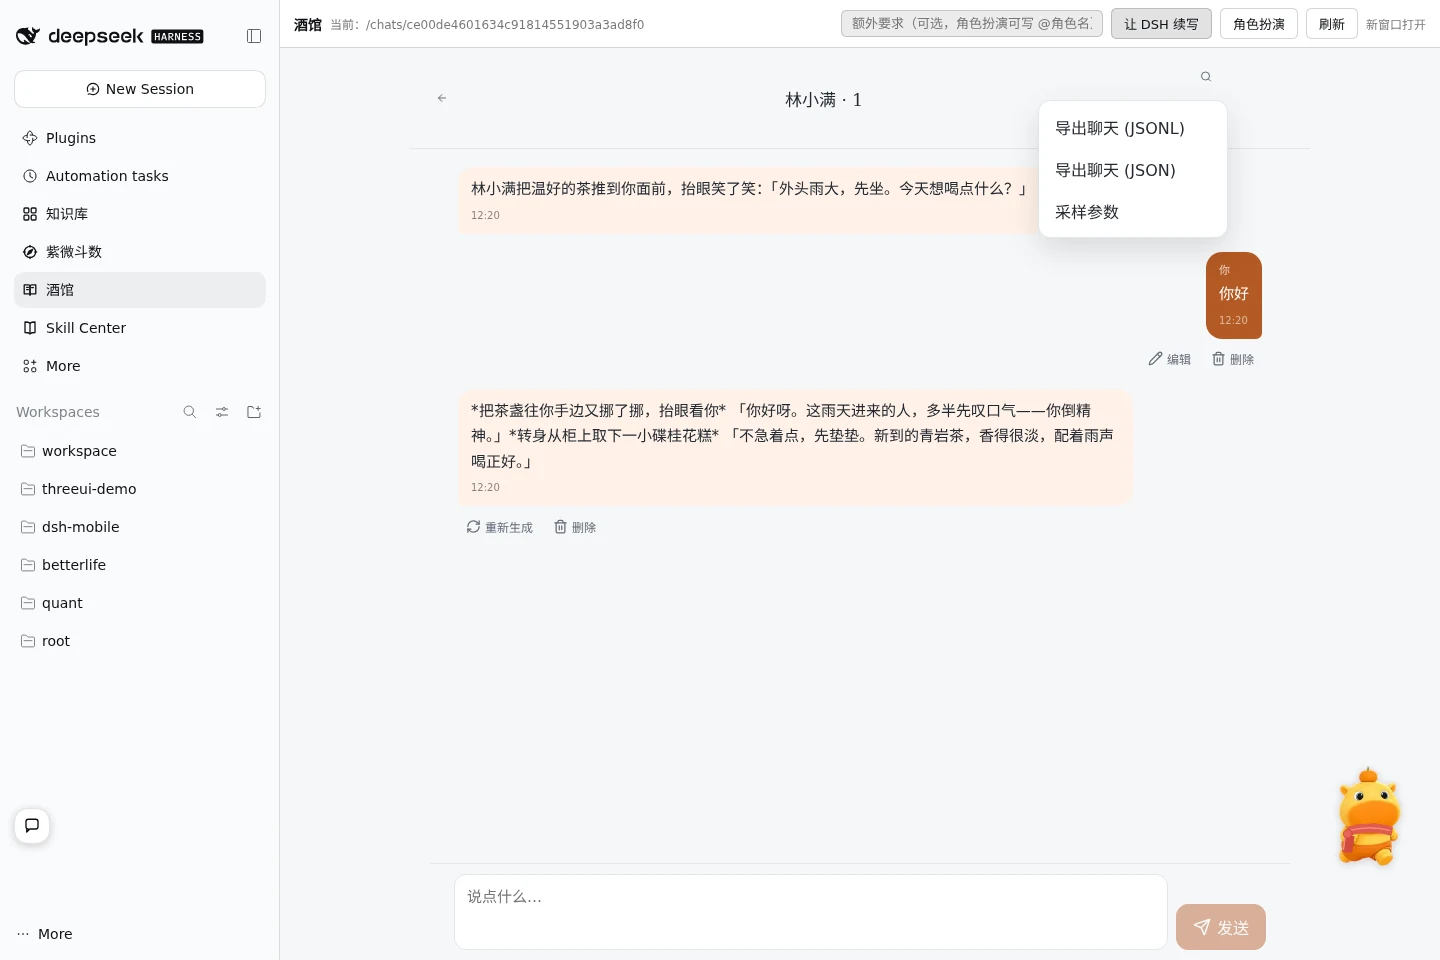 deepseek HARNESS
New Session
Plugins
Automation tasks
知识库
紫微斗数
酒馆
Skill Center
More
Workspaces
workspace
threeui-demo
dsh-mobile
betterlife
quant
root
More
酒馆 当前：/chats/ce00de4601634c91814551903a3ad8f0
额外要求（可选，角色扮演可写 @角色名
让 DSH 续写
角色扮演
刷新
新窗口打开
林小满 · 1
导出聊天 (JSONL)
导出聊天 (JSON)
采样参数
林小满把温好的茶推到你面前，抬眼笑了笑：「外头雨大，先坐。今天想喝点什么？」
12:20
你
你好
12:20
编辑 删除
*把茶盏往你手边又挪了挪，抬眼看你* 「你好呀。这雨天进来的人，多半先叹口气——你倒精
神。」*转身从柜上取下一小碟桂花糕* 「不急着点，先垫垫。新到的青岩茶，香得很淡，配着雨声
喝正好。」
12:20
重新生成 删除
说点什么...
发送